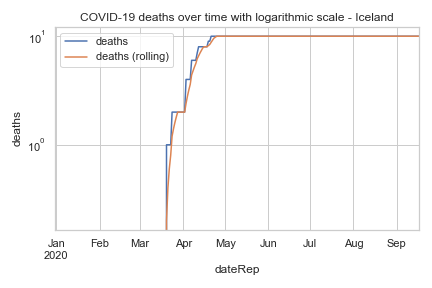 COVID-19 deaths over time with logarithmic scale - Iceland
deaths
deaths (rolling)
10¹
10⁰
deaths
Jan Feb Mar Apr May Jun Jul Aug Sep
2020
dateRep